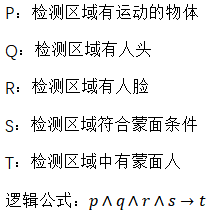 P：检测区域有运动的物体
Q：检测区域有人头
R：检测区域有人脸
S：检测区域符合蒙面条件
T：检测区域中有蒙面人
逻辑公式：p ∧ q ∧ r ∧ s → t